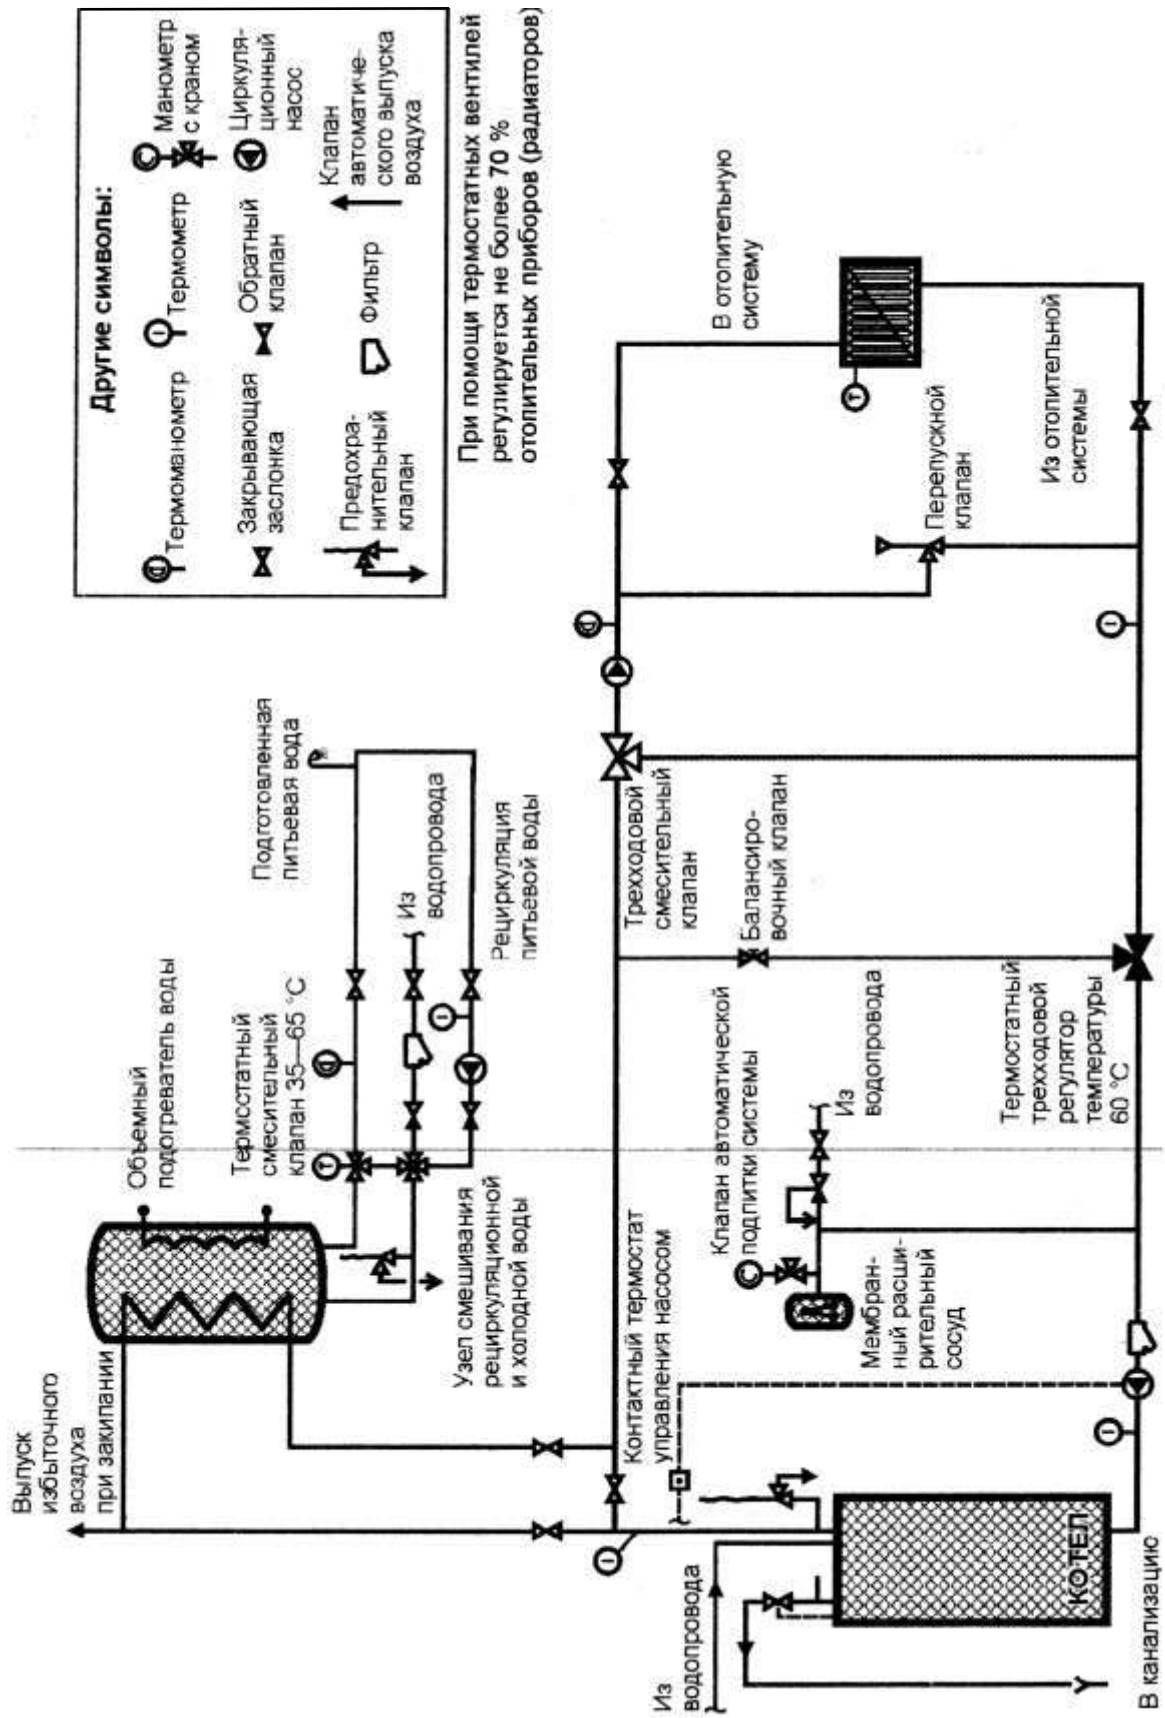 Выпуск
избыточного
воздуха
при закипании
Объемный
подогреватель воды
Термостатный
смесительный
клапан 35—65 °С
Подготовленная
питьевая вода
Из
водопровода
Рециркуляция
питьевой воды
Узел смешивания
рециркуляционной
и холодной воды
Другие символы:
Термоманометр
Термометр
Манометр
с краном
Закрывающая
заслонка
Обратный
клапан
Циркуля-
ционный
насос
Предохра-
нительный
клапан
Фильтр
Клапан
автоматиче-
ского выпуска
воздуха
При помощи термостатных вентилей
регулируется не более 70 %
отопительных приборов (радиаторов)
Контактный термостат
управления насосом
Клапан автоматической
подпитки системы
Из
водопровода
Мембран-
ный расши-
рительный
сосуд
Трехходовой
смесительный
клапан
Балансиро-
вочный клапан
Термостатный
трехходовой
регулятор
температуры
60 °С
В отопительную
систему
Перепускной
клапан
Из отопительной
системы
Из
водопровода
КОТЕЛ
В канализацию